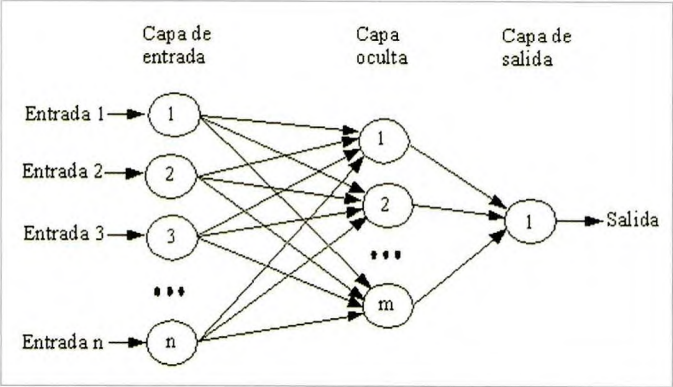 Capa de
entrada
Capa
oculta
Capa de
salida
Entrada 1
1
Entrada 2
2
Entrada 3
3
...
Entrada n
n
1
2
...
m
1
Salida